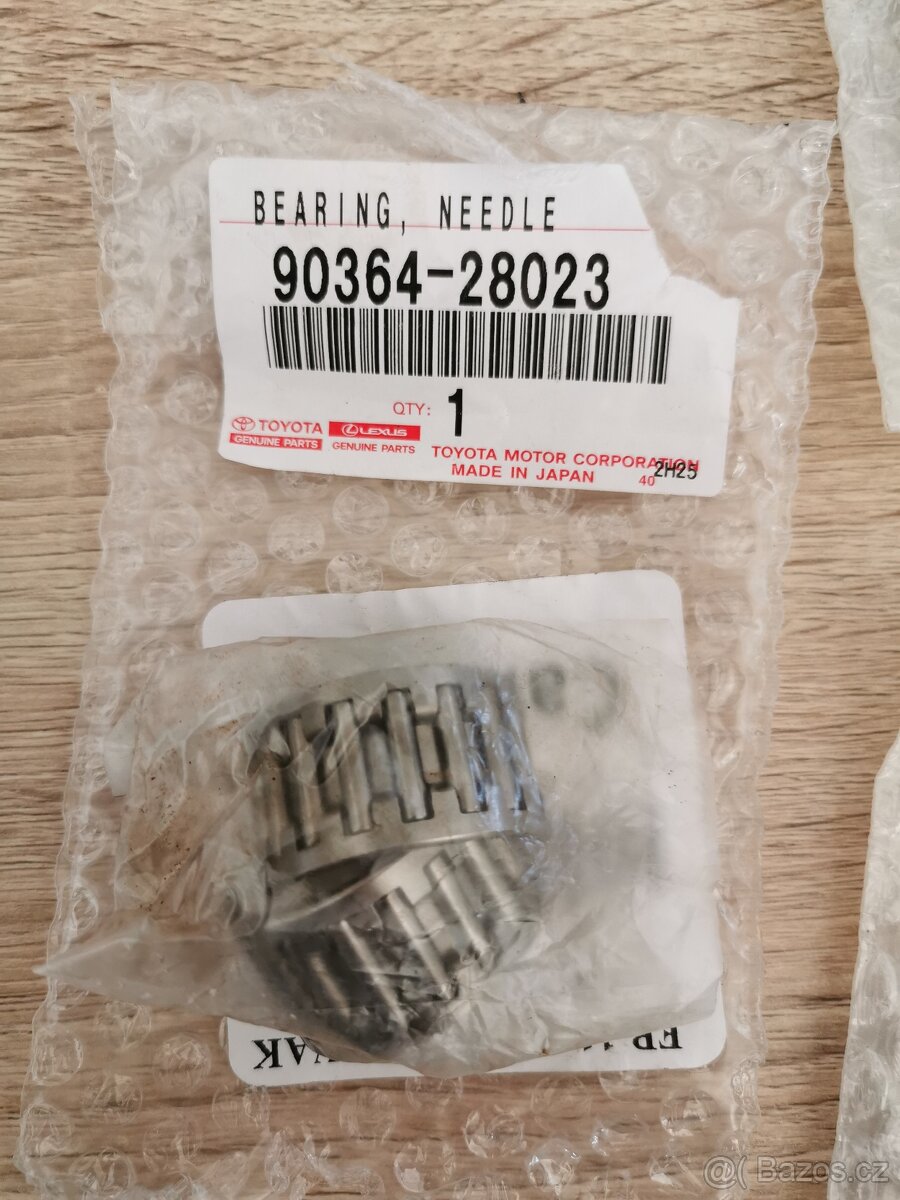 BEARING, NEEDLE
90364-28023
QTY: 1
TOYOTA
GENUINE PARTS
LEXUS
GENUINE PARTS
TOYOTA MOTOR CORPORATION
MADE IN JAPAN
40 2H25
@( Bazos.cz